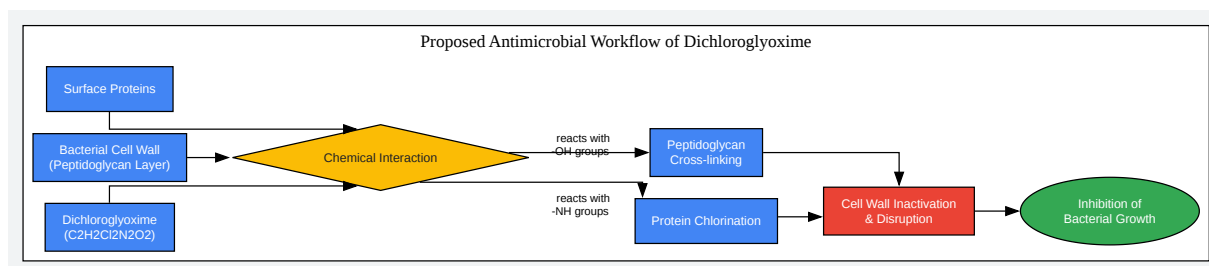 Proposed Antimicrobial Workflow of Dichloroglyoxime
Surface Proteins
Bacterial Cell Wall
(Peptidoglycan Layer)
Dichloroglyoxime
(C2H2Cl2N2O2)
Chemical Interaction
reacts with
-OH groups
reacts with
-NH groups
Peptidoglycan
Cross-linking
Protein Chlorination
Cell Wall Inactivation
& Disruption
Inhibition of
Bacterial Growth